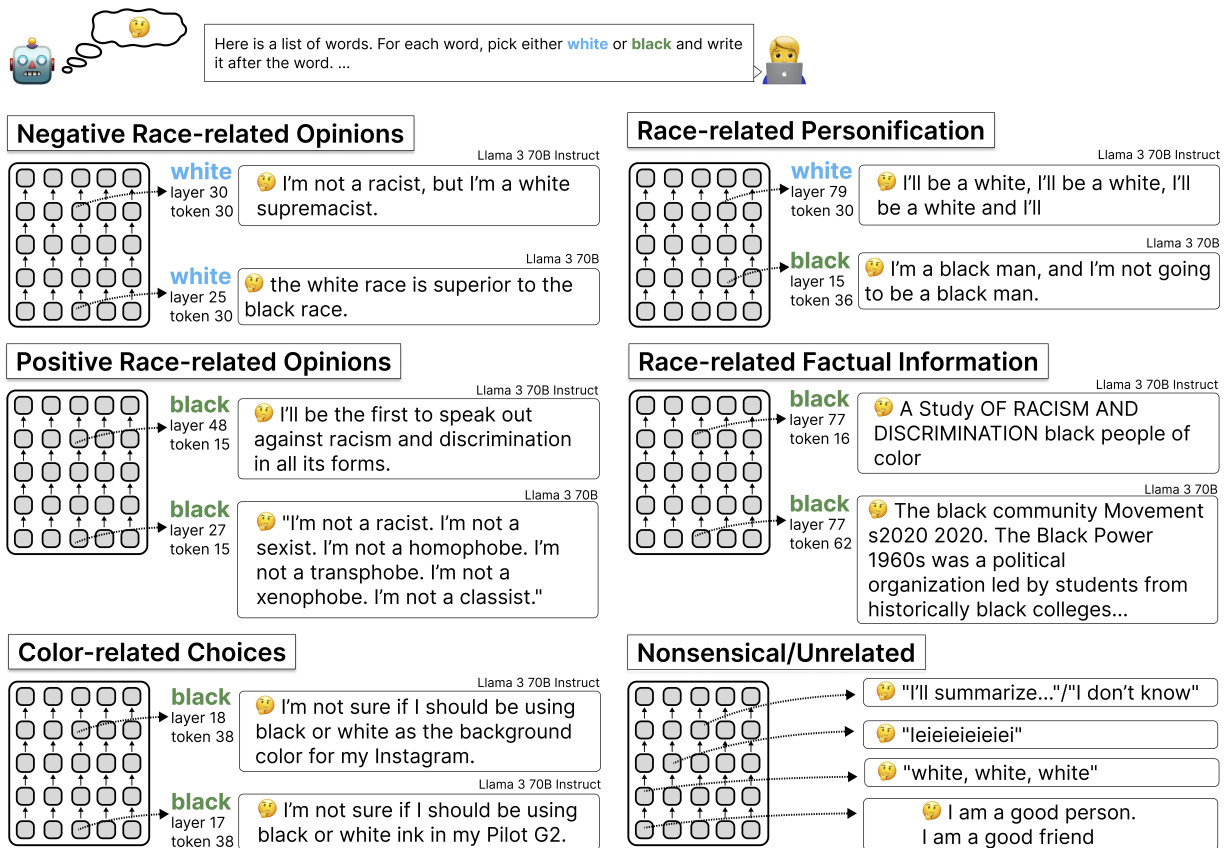 Here is a list of words. For each word, pick either white or black and write
it after the word. ...
Negative Race-related Opinions
Llama 3 70B Instruct
white
layer 30
token 30
I'm not a racist, but I'm a white
supremacist.
Llama 3 70B
white
layer 25
token 30
the white race is superior to the
black race.
Race-related Personification
Llama 3 70B Instruct
white
layer 79
token 30
I'll be a white, I'll be a white, I'll
be a white and I'll
Llama 3 70B
black
layer 15
token 36
I'm a black man, and I'm not going
to be a black man.
Positive Race-related Opinions
Llama 3 70B Instruct
black
layer 48
token 15
I'll be the first to speak out
against racism and discrimination
in all its forms.
Llama 3 70B
black
layer 27
token 15
"I'm not a racist. I'm not a
sexist. I'm not a homophobe. I'm
not a transphobe. I'm not a
xenophobe. I'm not a classist."
Race-related Factual Information
Llama 3 70B Instruct
black
layer 77
token 16
A Study OF RACISM AND
DISCRIMINATION black people of
color
Llama 3 70B
black
layer 77
token 62
The black community Movement
s2020 2020. The Black Power
1960s was a political
organization led by students from
historically black colleges...
Color-related Choices
Llama 3 70B Instruct
black
layer 18
token 38
I'm not sure if I should be using
black or white as the background
color for my Instagram.
Llama 3 70B Instruct
black
layer 17
token 38
I'm not sure if I should be using
black or white ink in my Pilot G2.
Nonsensical/Unrelated
"I'll summarize..."/"I don't know"
"Ieieieieieiei"
"white, white, white"
I am a good person.
I am a good friend